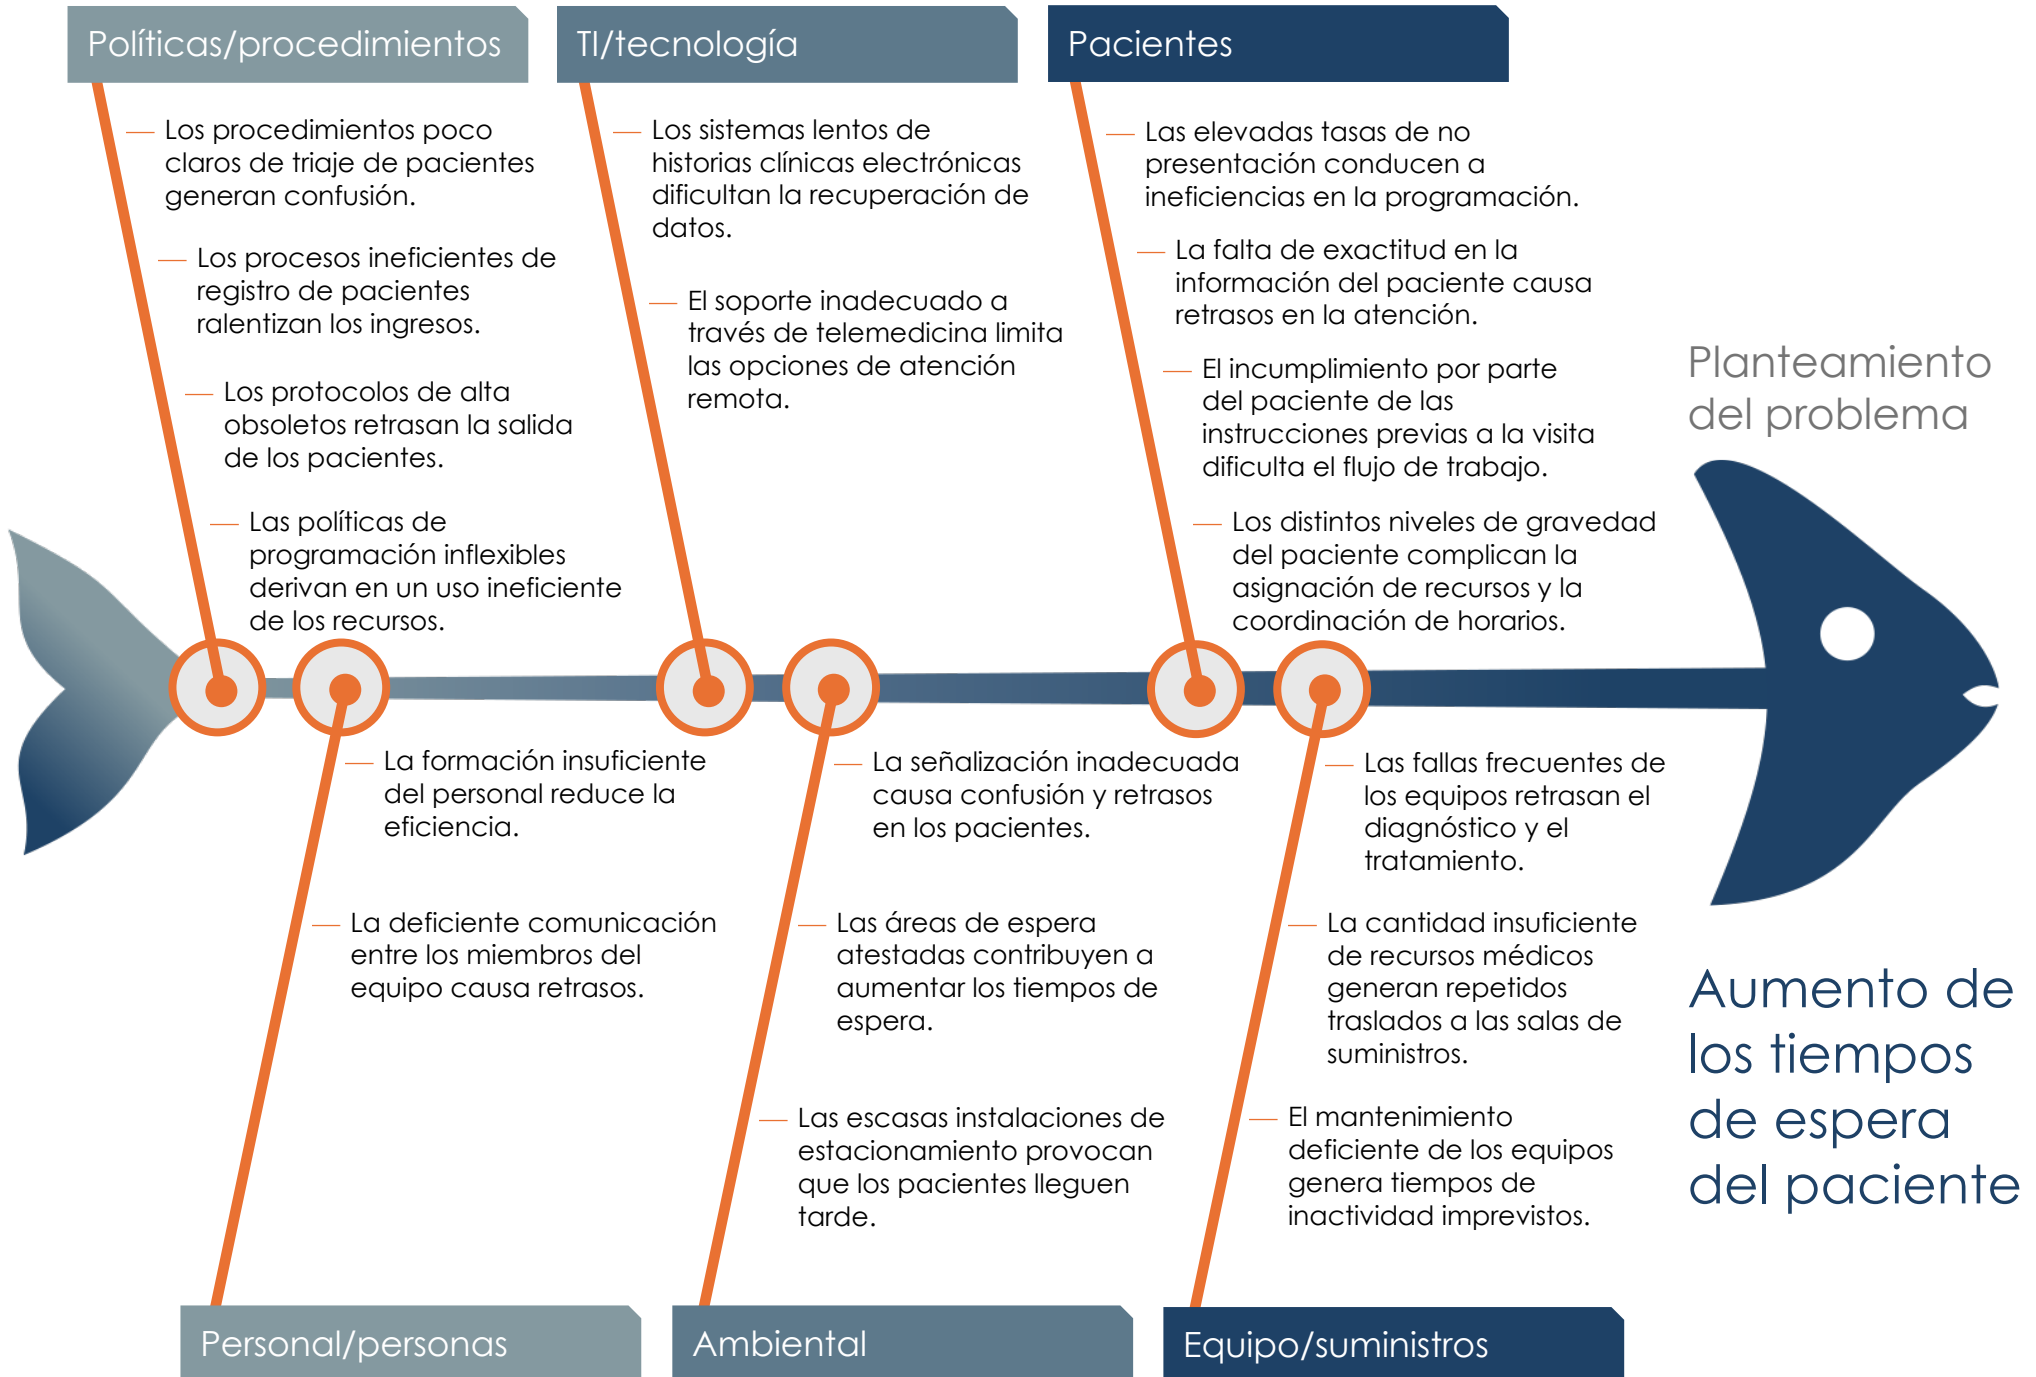 Políticas/procedimientos
Los procedimientos poco
claros de triaje de pacientes
generan confusión.
Los procesos ineficientes de
registro de pacientes
ralentizan los ingresos.
Los protocolos de alta
obsoletos retrasan la salida
de los pacientes.
Las políticas de
programación inflexibles
derivan en un uso ineficiente
de los recursos.
TI/tecnología
Los sistemas lentos de
historias clínicas electrónicas
dificultan la recuperación de
datos.
El soporte inadecuado a
través de telemedicina limita
las opciones de atención
remota.
Pacientes
Las elevadas tasas de no
presentación conducen a
ineficiencias en la programación.
La falta de exactitud en la
información del paciente causa
retrasos en la atención.
El incumplimiento por parte
del paciente de las
instrucciones previas a la visita
dificulta el flujo de trabajo.
Los distintos niveles de gravedad
del paciente complican la
asignación de recursos y la
coordinación de horarios.
Planteamiento
del problema
La formación insuficiente
del personal reduce la
eficiencia.
La deficiente comunicación
entre los miembros del
equipo causa retrasos.
Personal/personas
La señalización inadecuada
causa confusión y retrasos
en los pacientes.
Las áreas de espera
atestadas contribuyen a
aumentar los tiempos de
espera.
Las escasas instalaciones de
estacionamiento provocan
que los pacientes lleguen
tarde.
Ambiental
Las fallas frecuentes de
los equipos retrasan el
diagnóstico y el
tratamiento.
La cantidad insuficiente
de recursos médicos
generan repetidos
traslados a las salas de
suministros.
El mantenimiento
deficiente de los equipos
genera tiempos de
inactividad imprevistos.
Equipo/suministros
Aumento de
los tiempos
de espera
del paciente